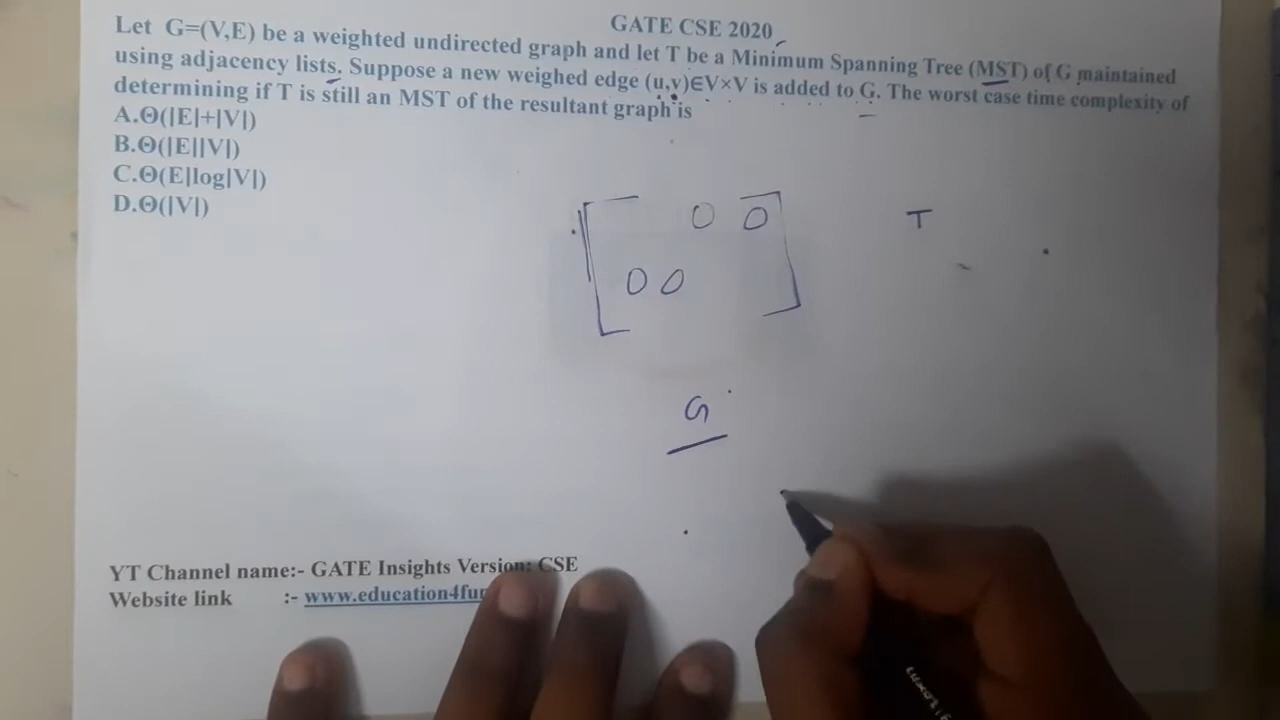 GATE CSE 2020
Let G=(V,E) be a weighted undirected graph and let T be a Minimum Spanning Tree (MST) of G maintained
using adjacency lists. Suppose a new weighed edge (u,v)∈V×V is added to G. The worst case time complexity of
determining if T is still an MST of the resultant graph is
A.Θ(|E|+|V|)
B.Θ(|E||V|)
C.Θ(E|log|V|)
D.Θ(|V|)
0 0
T
0 0
G
YT Channel name:- GATE Insights Version: CSE
Website link :- www.education4fu